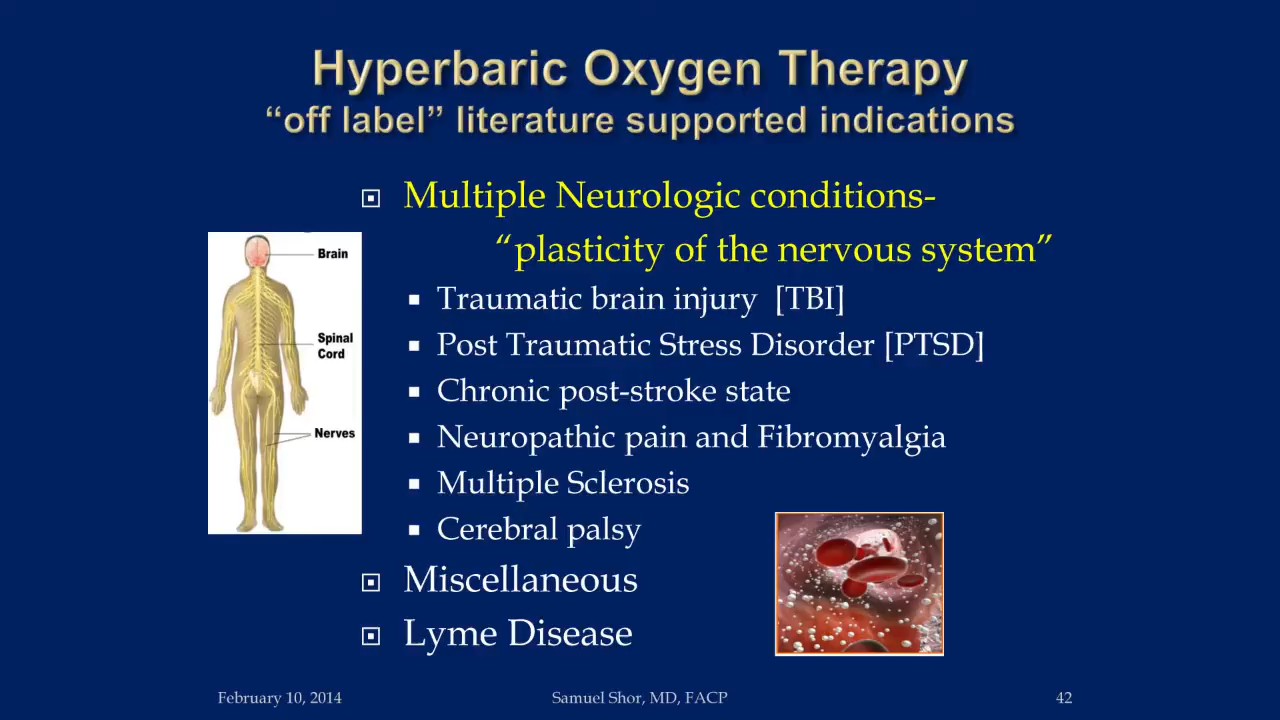 Hyperbaric Oxygen Therapy
“off label” literature supported indications
Multiple Neurologic conditions-
“plasticity of the nervous system”
Brain
Spinal
Cord
Nerves
Traumatic brain injury [TBI]
Post Traumatic Stress Disorder [PTSD]
Chronic post-stroke state
Neuropathic pain and Fibromyalgia
Multiple Sclerosis
Cerebral palsy
Miscellaneous
Lyme Disease
February 10, 2014
Samuel Shor, MD, FACP
42